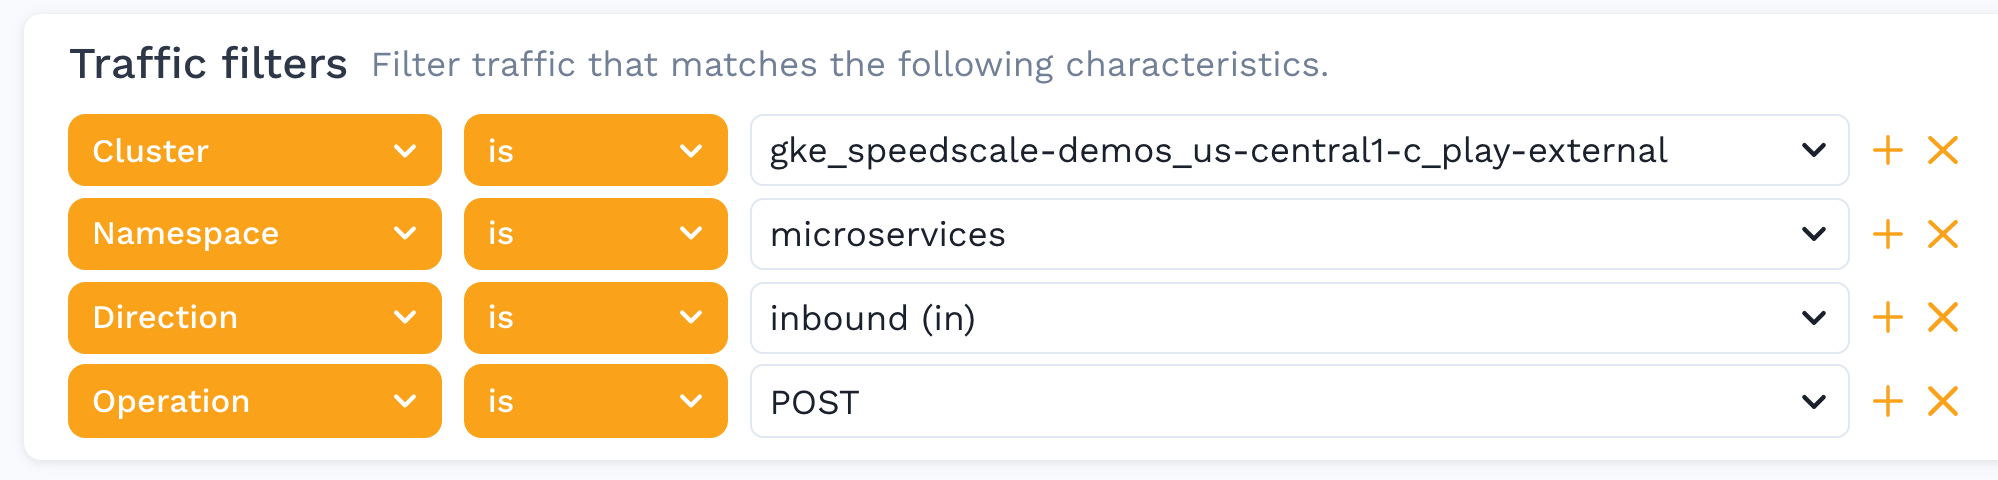 Traffic filters Filter traffic that matches the following characteristics.
Cluster is gke_speedscale-demos_us-central1-c_play-external
Namespace is microservices
Direction is inbound (in)
Operation is POST